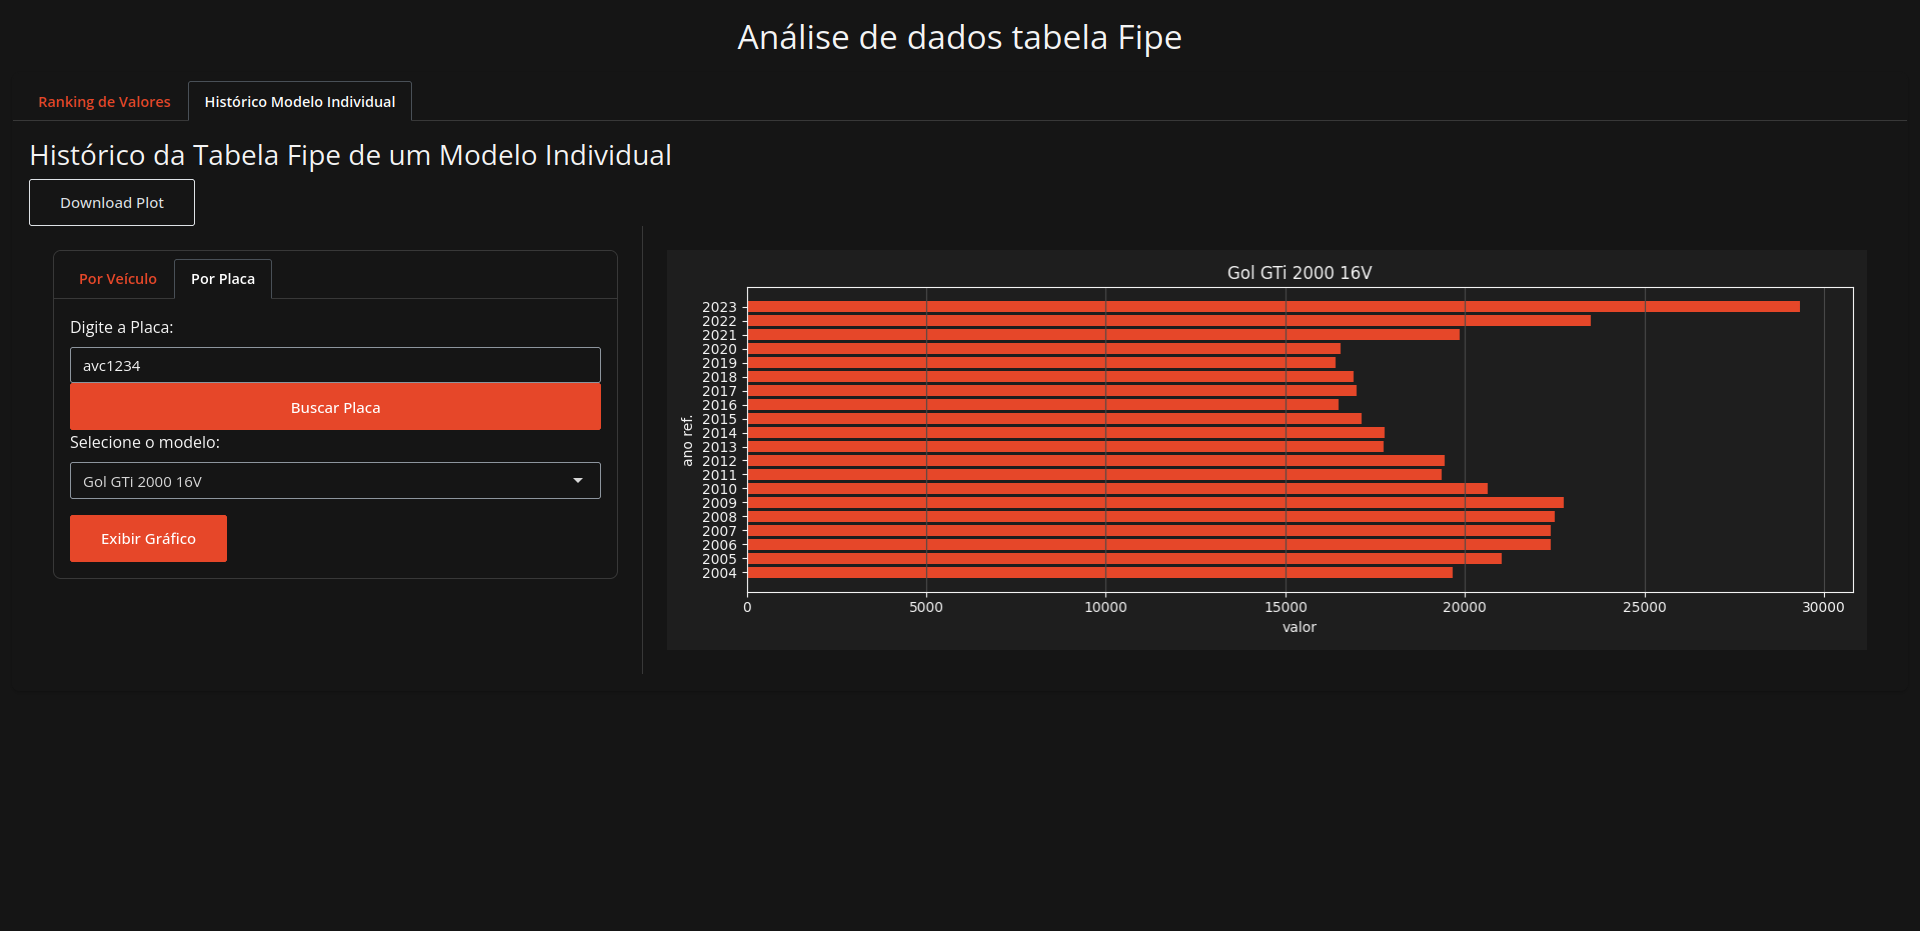 Análise de dados tabela Fipe
Ranking de Valores
Histórico Modelo Individual
Histórico da Tabela Fipe de um Modelo Individual
Download Plot
Por Veículo
Por Placa
Digite a Placa:
avc1234
Buscar Placa
Selecione o modelo:
Gol GTi 2000 16V
Exibir Gráfico
Gol GTi 2000 16V
ano ref.
2023
2022
2021
2020
2019
2018
2017
2016
2015
2014
2013
2012
2011
2010
2009
2008
2007
2006
2005
2004
0 5000 10000 15000 20000 25000 30000
valor